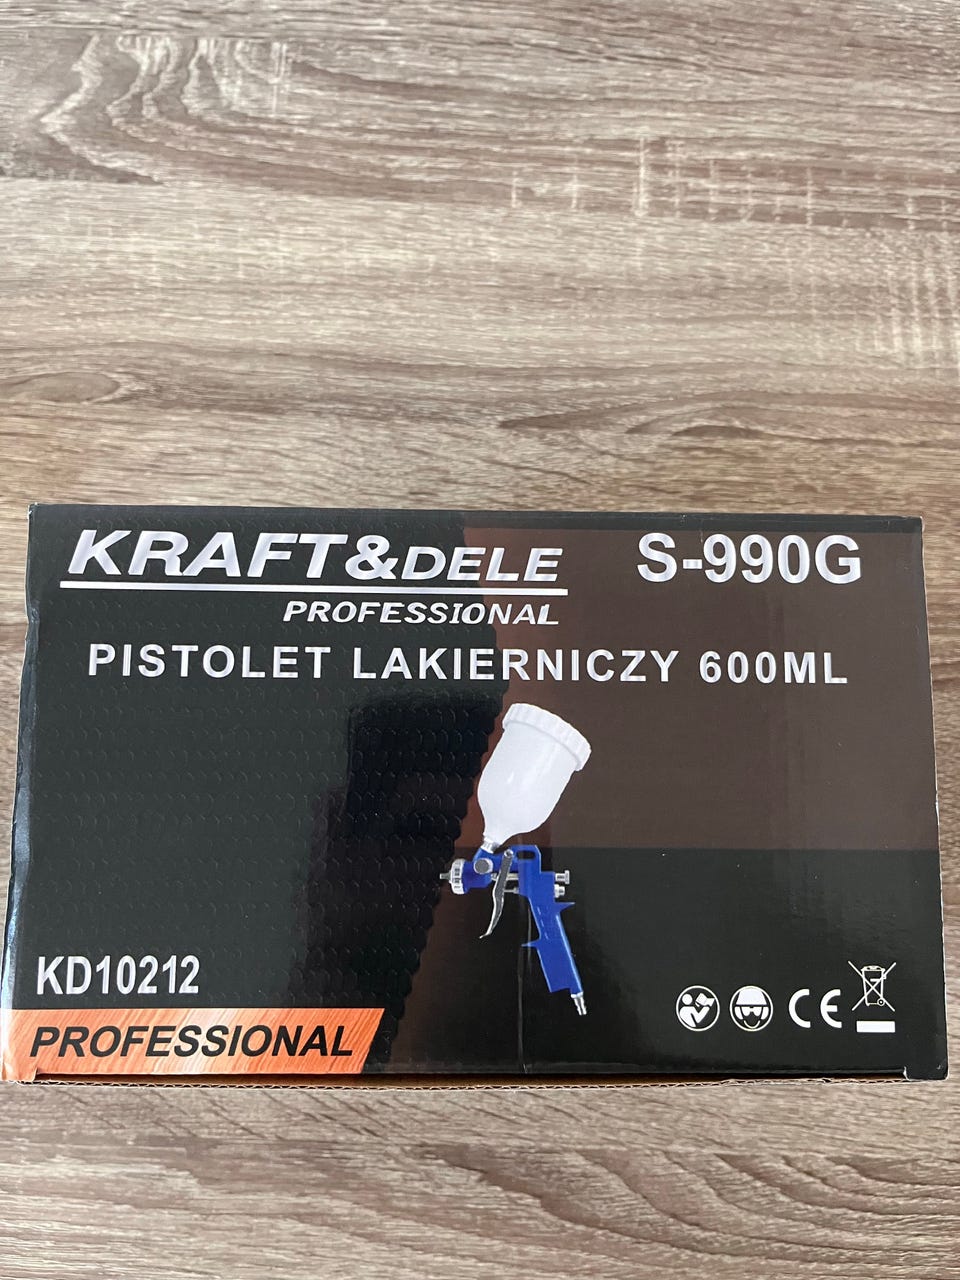 KRAFT&DELE S-990G
PROFESSIONAL
PISTOLET LAKIERNICZY 600ML
KD10212
PROFESSIONAL
CE